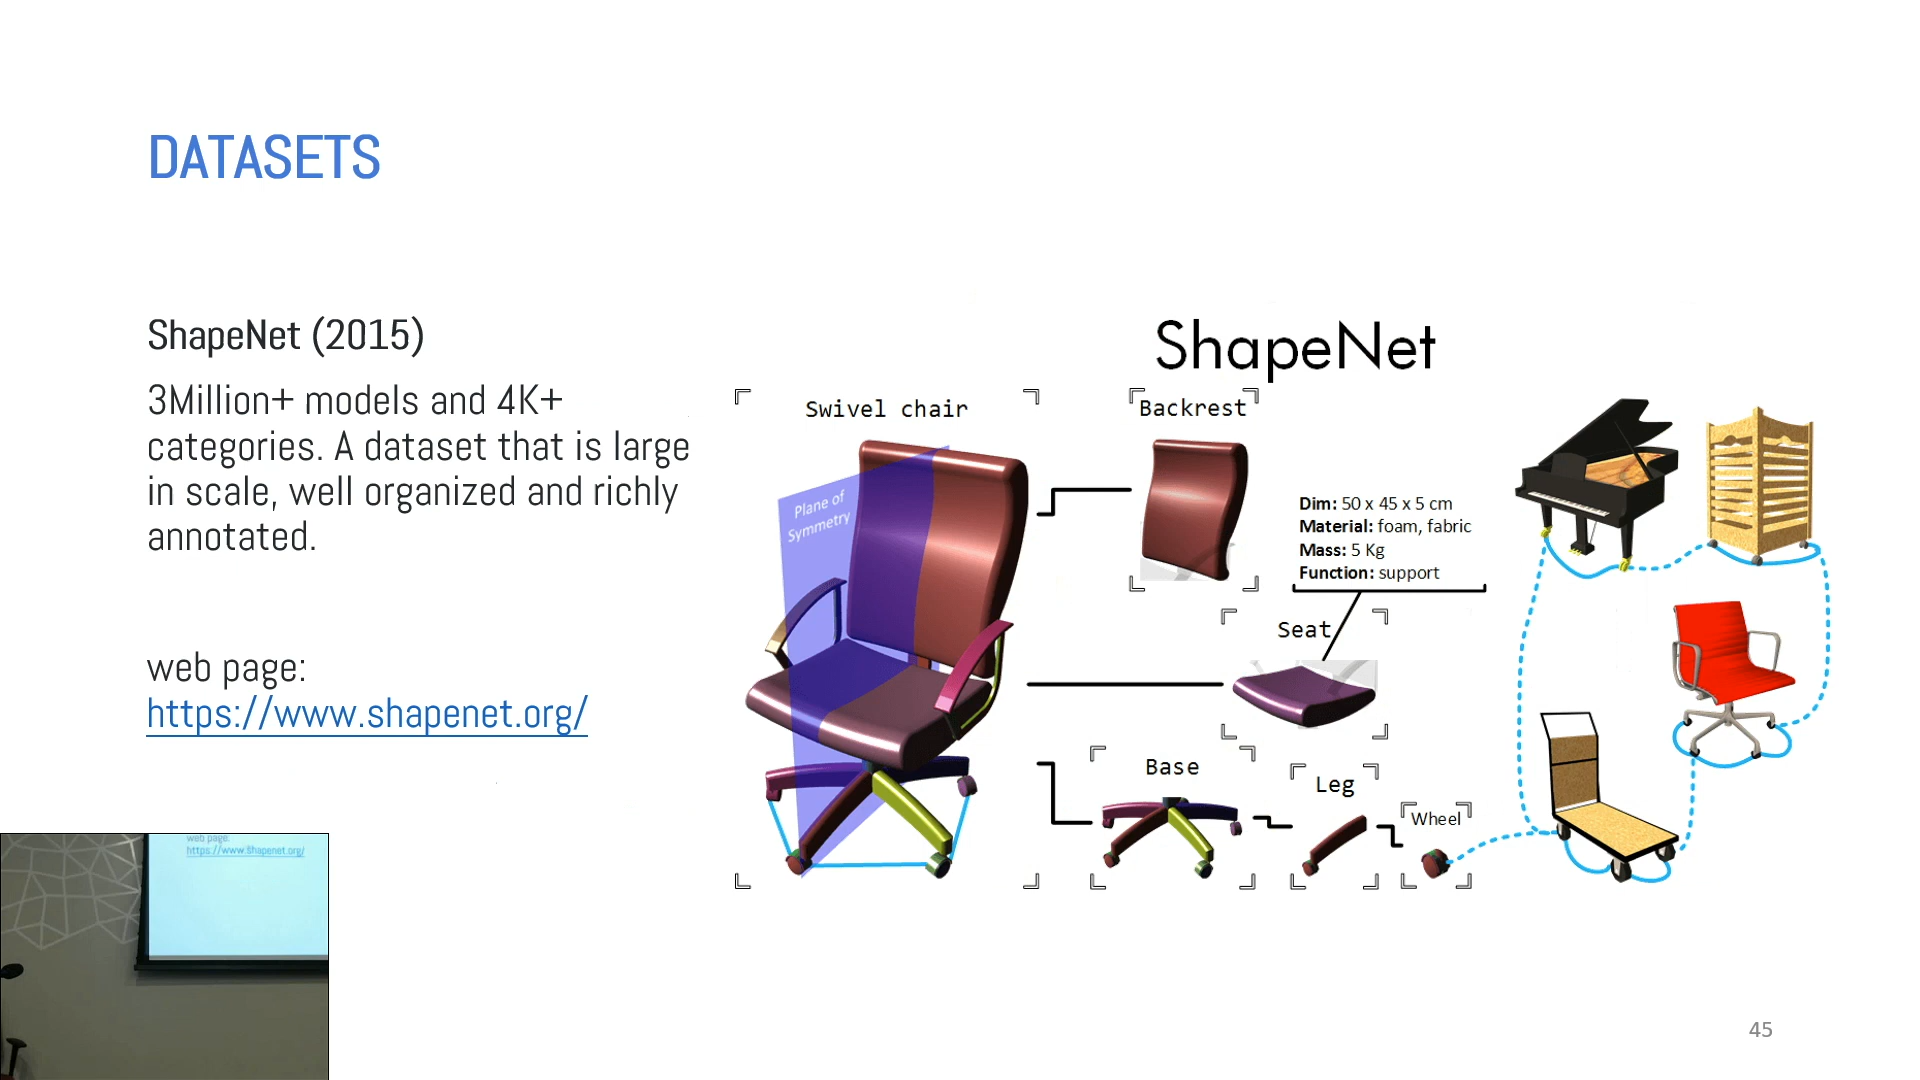 DATASETS
ShapeNet (2015)
3Million+ models and 4K+
categories. A dataset that is large
in scale, well organized and richly
annotated.
web page:
https://www.shapenet.org/
ShapeNet
Swivel chair
Plane of
Symmetry
Backrest
Dim: 50 x 45 x 5 cm
Material: foam, fabric
Mass: 5 Kg
Function: support
Seat
Base
Leg
Wheel
web page:
https://www.shapenet.org/
45